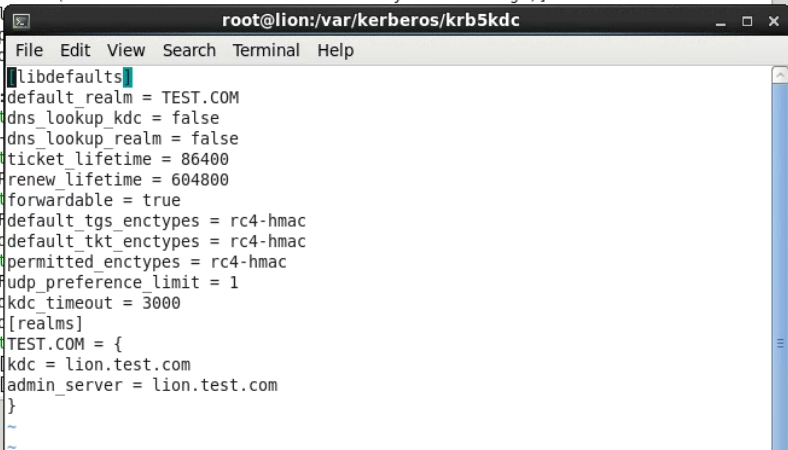 root@lion:/var/kerberos/krb5kdc
File Edit View Search Terminal Help
[libdefaults]
default_realm = TEST.COM
dns_lookup_kdc = false
dns_lookup_realm = false
ticket_lifetime = 86400
renew_lifetime = 604800
forwardable = true
default_tgs_enctypes = rc4-hmac
default_tkt_enctypes = rc4-hmac
permitted_enctypes = rc4-hmac
udp_preference_limit = 1
kdc_timeout = 3000
[realms]
TEST.COM = {
kdc = lion.test.com
admin_server = lion.test.com
}
~
~